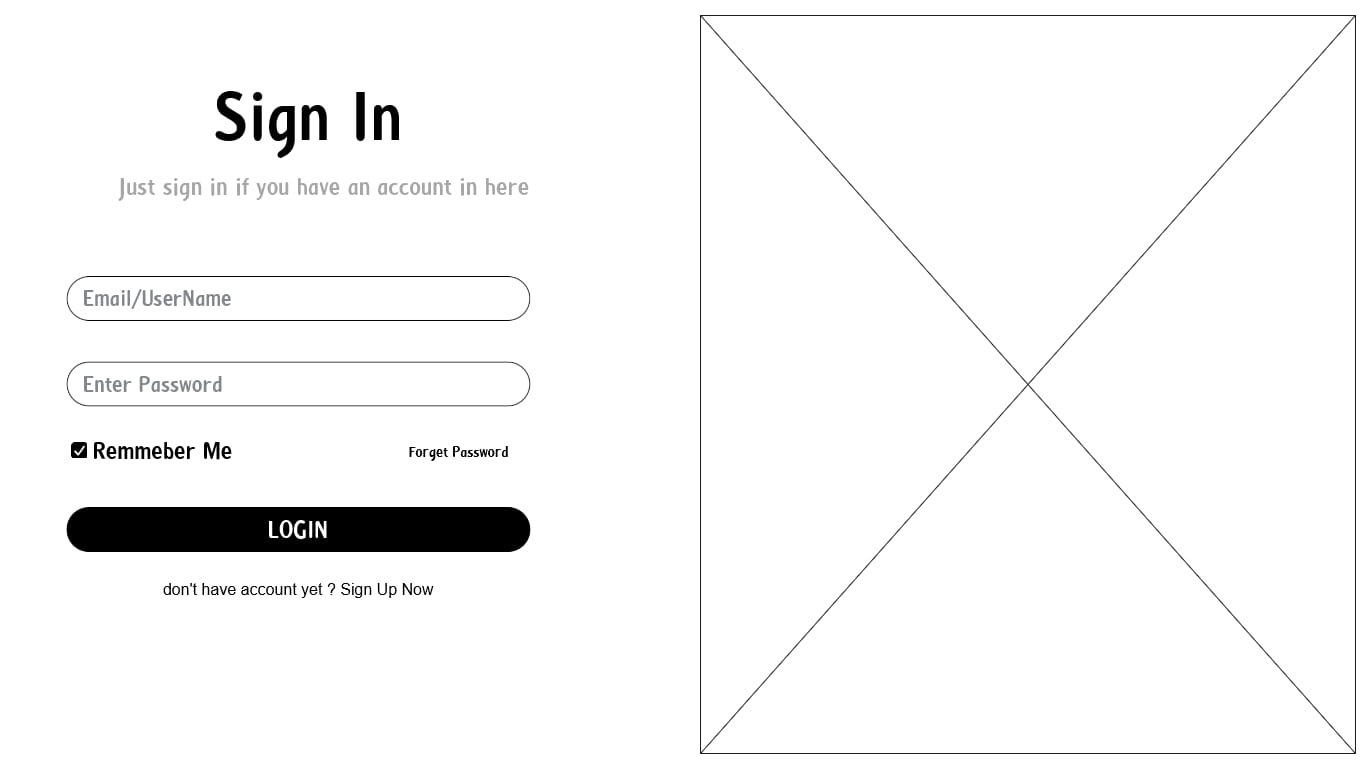 Sign In
Just sign in if you have an account in here
Email/UserName
Enter Password
Remmeber Me
Forget Password
LOGIN
don't have account yet ? Sign Up Now